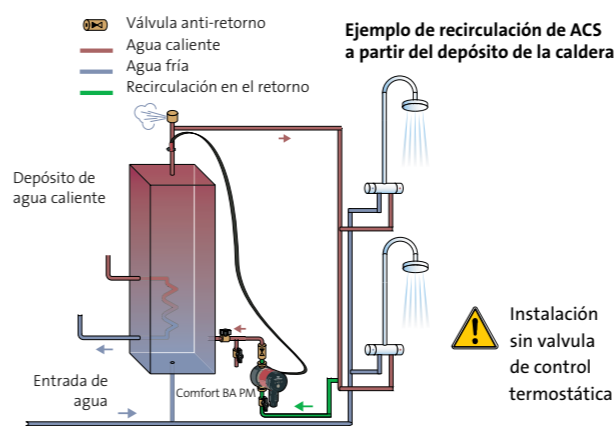 Válvula anti-retorno
Agua caliente
Agua fría
Recirculación en el retorno
Ejemplo de recirculación de ACS
a partir del depósito de la caldera
Depósito de
agua caliente
Entrada de
agua
Comfort BA PM
Instalación
sin valvula
de control
termostática